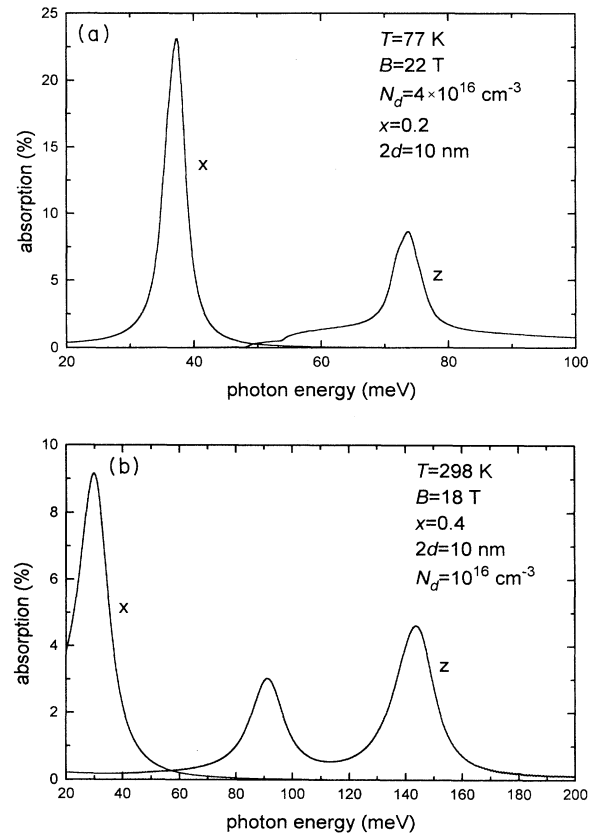 (a)
T=77 K
B=22 T
N_d=4×10^16 cm^-3
x=0.2
2d=10 nm
x
z
absorption (%)
25
20
15
10
5
0
20 40 60 80 100
photon energy (meV)
(b)
T=298 K
B=18 T
x=0.4
2d=10 nm
N_d=10^16 cm^-3
x
z
absorption (%)
10
8
6
4
2
0
20 40 60 80 100 120 140 160 180 200
photon energy (meV)